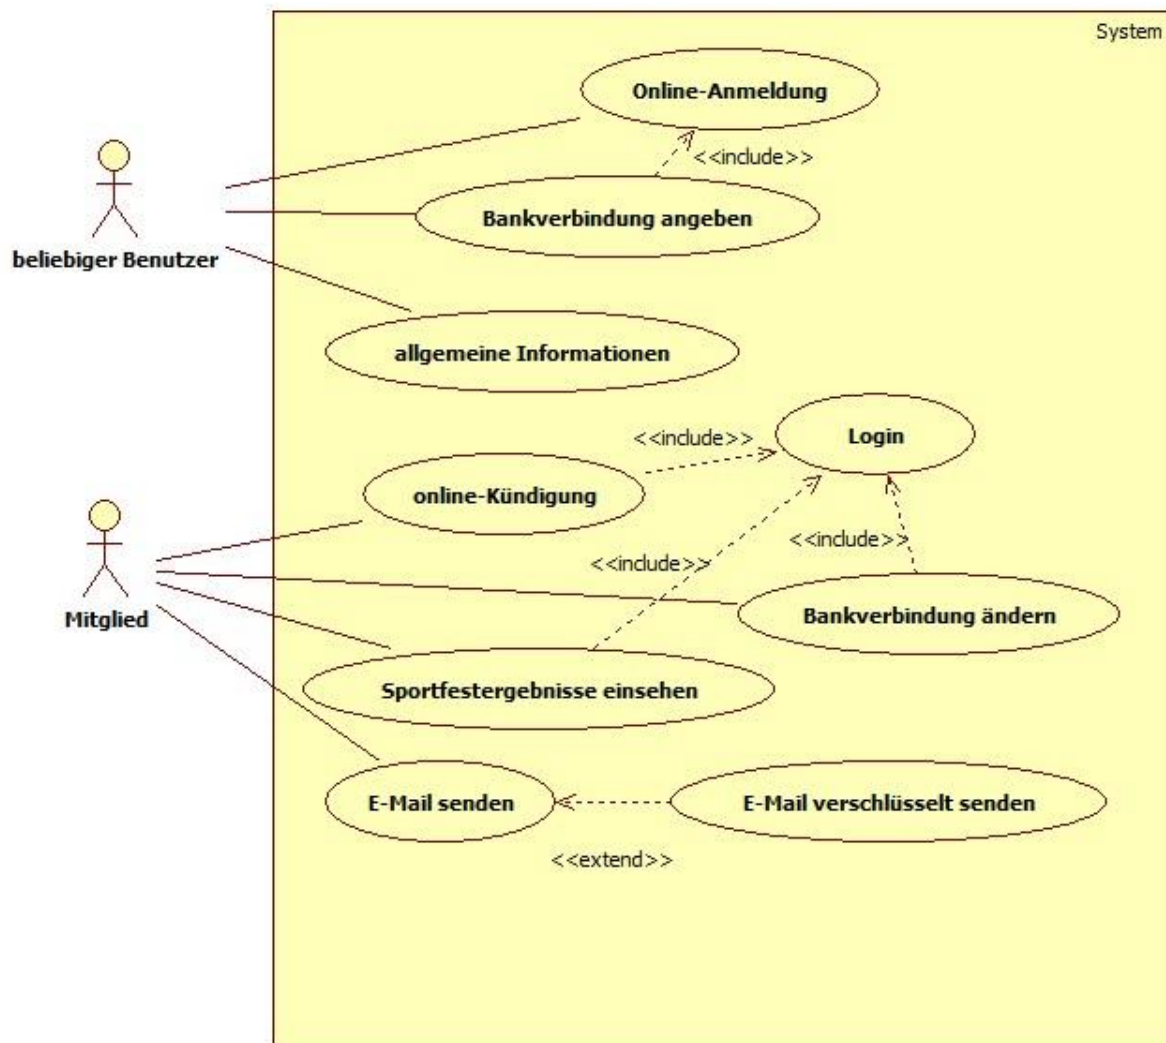 System
Online-Anmeldung
<<include>>
Bankverbindung angeben
beliebiger Benutzer
allgemeine Informationen
<<include>>
Login
online-Kündigung
<<include>>
<<include>>
Mitglied
Bankverbindung ändern
Sportfestergebnisse einsehen
E-Mail senden
E-Mail verschlüsselt senden
<<extend>>